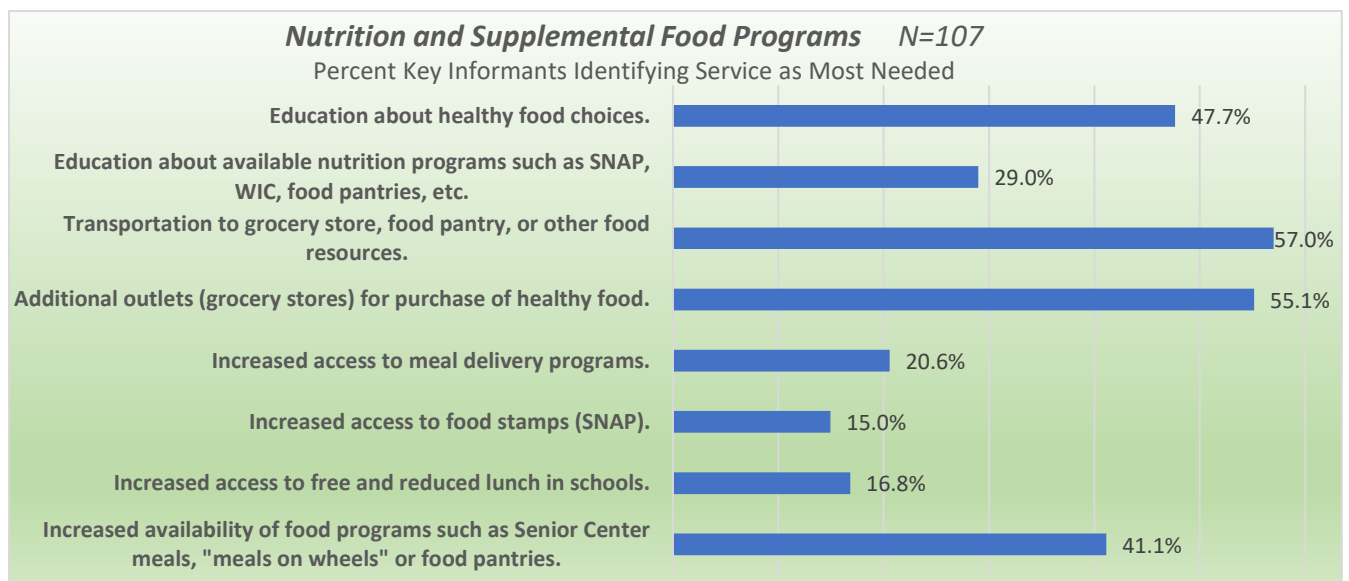 Nutrition and Supplemental Food Programs N=107
Percent Key Informants Identifying Service as Most Needed
Education about healthy food choices.
47.7%
Education about available nutrition programs such as SNAP,
WIC, food pantries, etc.
29.0%
Transportation to grocery store, food pantry, or other food
resources.
57.0%
Additional outlets (grocery stores) for purchase of healthy food.
55.1%
Increased access to meal delivery programs.
20.6%
Increased access to food stamps (SNAP).
15.0%
Increased access to free and reduced lunch in schools.
16.8%
Increased availability of food programs such as Senior Center
meals, "meals on wheels" or food pantries.
41.1%